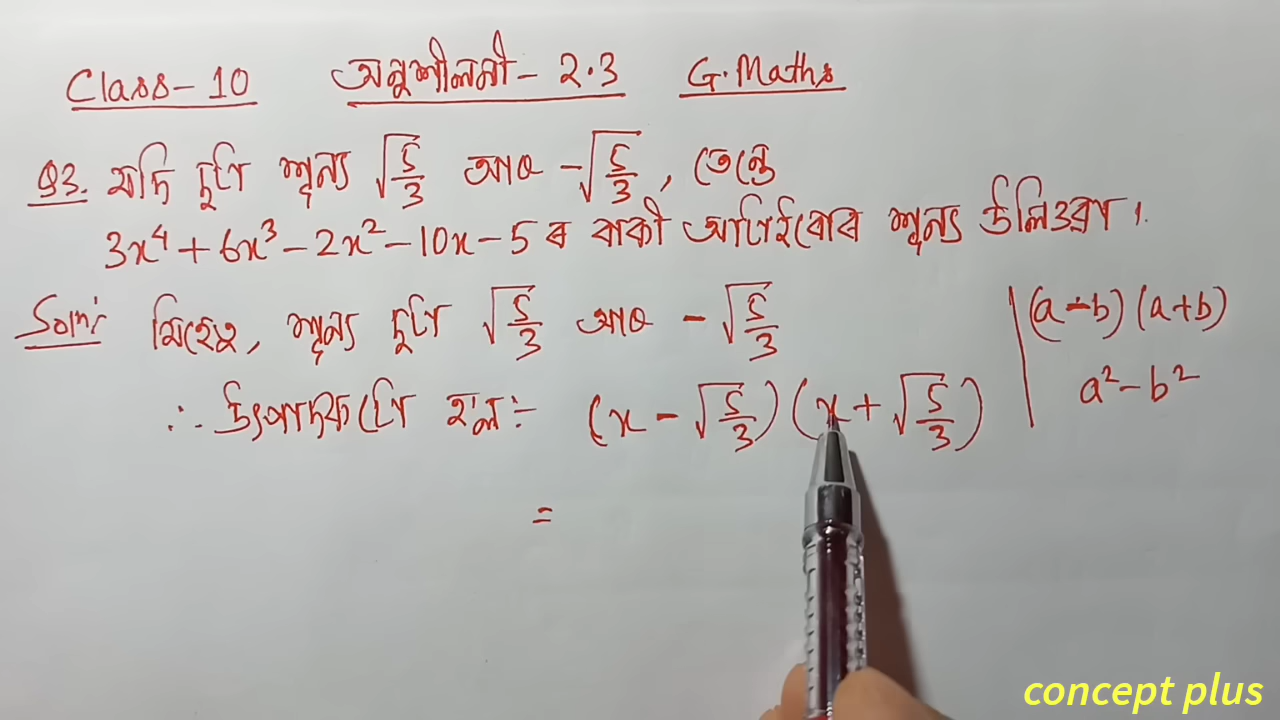 Class-10 অনুশীলনী-2.3 G.Maths
Q3. যদি দুটা শূন্য √5/3 আৰু -√5/3, তেন্তে
3x⁴+6x³-2x²-10x-5 ৰ বাকী আটাইবোৰ শূন্য উলিওৱা।
Soln: যিহেতু, শূন্য দুটা √5/3 আৰু -√5/3
(a-b)(a+b)
a²-b²
∴ উৎপাদকটো হ'ল:- (x-√5/3)(x+√5/3)
=
concept plus